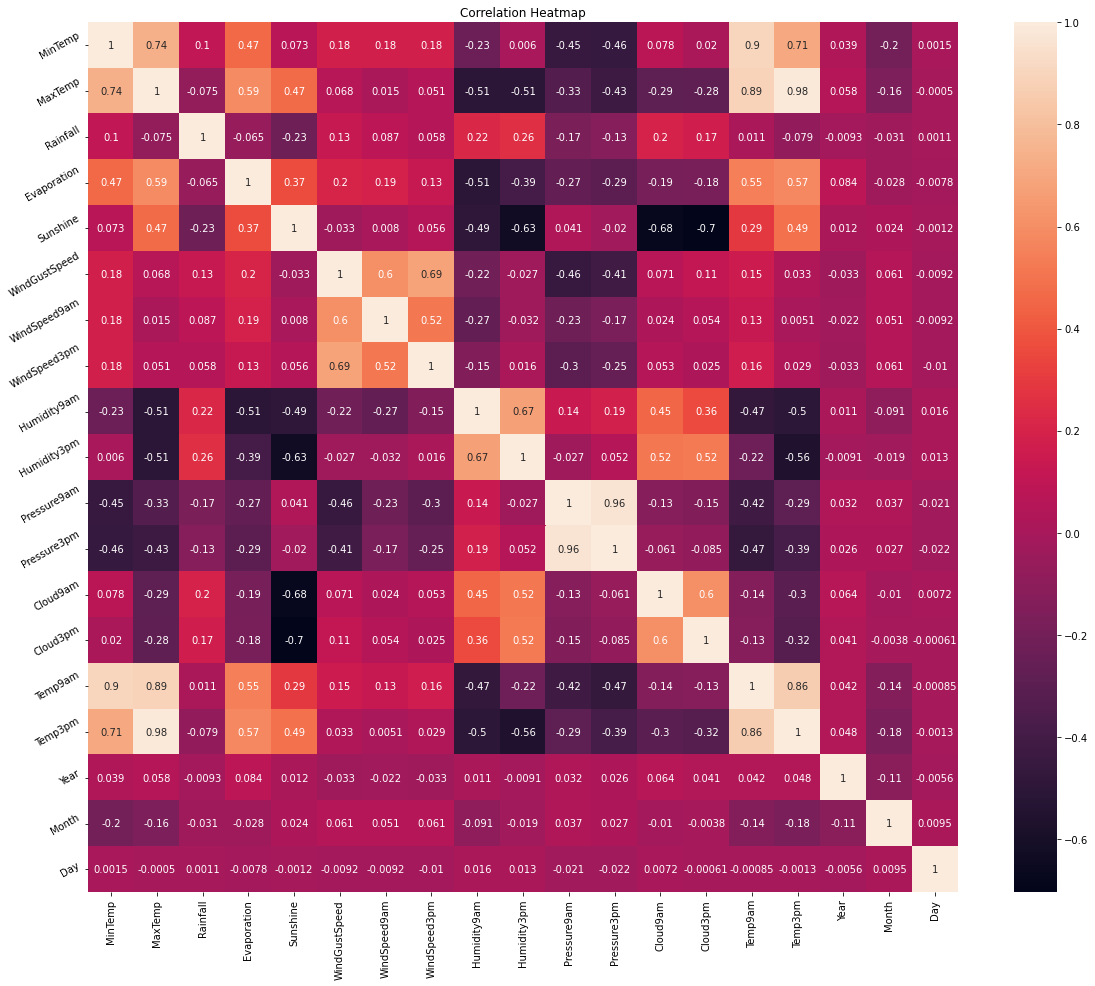 Correlation Heatmap
MinTemp 1 0.74 0.1 0.47 0.073 0.18 0.18 0.18 -0.23 0.006 -0.45 -0.46 0.078 0.02 0.9 0.71 0.039 -0.2 0.0015
MaxTemp 0.74 1 -0.075 0.59 0.47 0.068 0.015 0.051 -0.51 -0.51 -0.33 -0.43 -0.29 -0.28 0.89 0.98 0.058 -0.16 -0.0005
Rainfall 0.1 -0.075 1 -0.065 -0.23 0.13 0.087 0.058 0.22 0.26 -0.17 -0.13 0.2 0.17 0.011 -0.079 -0.0093 -0.031 0.0011
Evaporation 0.47 0.59 -0.065 1 0.37 0.2 0.19 0.13 -0.51 -0.39 -0.27 -0.29 -0.19 -0.18 0.55 0.57 0.084 -0.028 -0.0078
Sunshine 0.073 0.47 -0.23 0.37 1 -0.033 0.008 0.056 -0.49 -0.63 0.041 -0.02 -0.68 -0.7 0.29 0.49 0.012 0.024 -0.0012
WindGustSpeed 0.18 0.068 0.13 0.2 -0.033 1 0.6 0.69 -0.22 -0.027 -0.46 -0.41 0.071 0.11 0.15 0.033 -0.033 0.061 -0.0092
WindSpeed9am 0.18 0.015 0.087 0.19 0.008 0.6 1 0.52 -0.27 -0.032 -0.23 -0.17 0.024 0.054 0.13 0.0051 -0.022 0.051 -0.0092
WindSpeed3pm 0.18 0.051 0.058 0.13 0.056 0.69 0.52 1 -0.15 0.016 -0.3 -0.25 0.053 0.025 0.16 0.029 -0.033 0.061 -0.01
Humidity9am -0.23 -0.51 0.22 -0.51 -0.49 -0.22 -0.27 -0.15 1 0.67 0.14 0.19 0.45 0.36 -0.47 -0.5 0.011 -0.091 0.016
Humidity3pm 0.006 -0.51 0.26 -0.39 -0.63 -0.027 -0.032 0.016 0.67 1 -0.027 0.052 0.52 0.52 -0.22 -0.56 -0.0091 -0.019 0.013
Pressure9am -0.45 -0.33 -0.17 -0.27 0.041 -0.46 -0.23 -0.3 0.14 -0.027 1 0.96 -0.13 -0.15 -0.42 -0.29 0.032 0.037 -0.021
Pressure3pm -0.46 -0.43 -0.13 -0.29 -0.02 -0.41 -0.17 -0.25 0.19 0.052 0.96 1 -0.061 -0.085 -0.47 -0.39 0.026 0.027 -0.022
Cloud9am 0.078 -0.29 0.2 -0.19 -0.68 0.071 0.024 0.053 0.45 0.52 -0.13 -0.061 1 0.6 -0.14 -0.3 0.064 -0.01 0.0072
Cloud3pm 0.02 -0.28 0.17 -0.18 -0.7 0.11 0.054 0.025 0.36 0.52 -0.15 -0.085 0.6 1 -0.13 -0.32 0.041 -0.0038 -0.00061
Temp9am 0.9 0.89 0.011 0.55 0.29 0.15 0.13 0.16 -0.47 -0.22 -0.42 -0.47 -0.14 -0.13 1 0.86 0.042 -0.14 -0.00085
Temp3pm 0.71 0.98 -0.079 0.57 0.49 0.033 0.0051 0.029 -0.5 -0.56 -0.29 -0.39 -0.3 -0.32 0.86 1 0.048 -0.18 -0.0013
Year 0.039 0.058 -0.0093 0.084 0.012 -0.033 -0.022 -0.033 0.011 -0.0091 0.032 0.026 0.064 0.041 0.042 0.048 1 -0.11 -0.0056
Month -0.2 -0.16 -0.031 -0.028 0.024 0.061 0.051 0.061 -0.091 -0.019 0.037 0.027 -0.01 -0.0038 -0.14 -0.18 -0.11 1 0.0095
Day 0.0015 -0.0005 0.0011 -0.0078 -0.0012 -0.0092 -0.0092 -0.01 0.016 0.013 -0.021 -0.022 0.0072 -0.00061 -0.00085 -0.0013 -0.0056 0.0095 1
MinTemp MaxTemp Rainfall Evaporation Sunshine WindGustSpeed WindSpeed9am WindSpeed3pm Humidity9am Humidity3pm Pressure9am Pressure3pm Cloud9am Cloud3pm Temp9am Temp3pm Year Month Day
1.0
0.8
0.6
0.4
0.2
0.0
−0.2
−0.4
−0.6